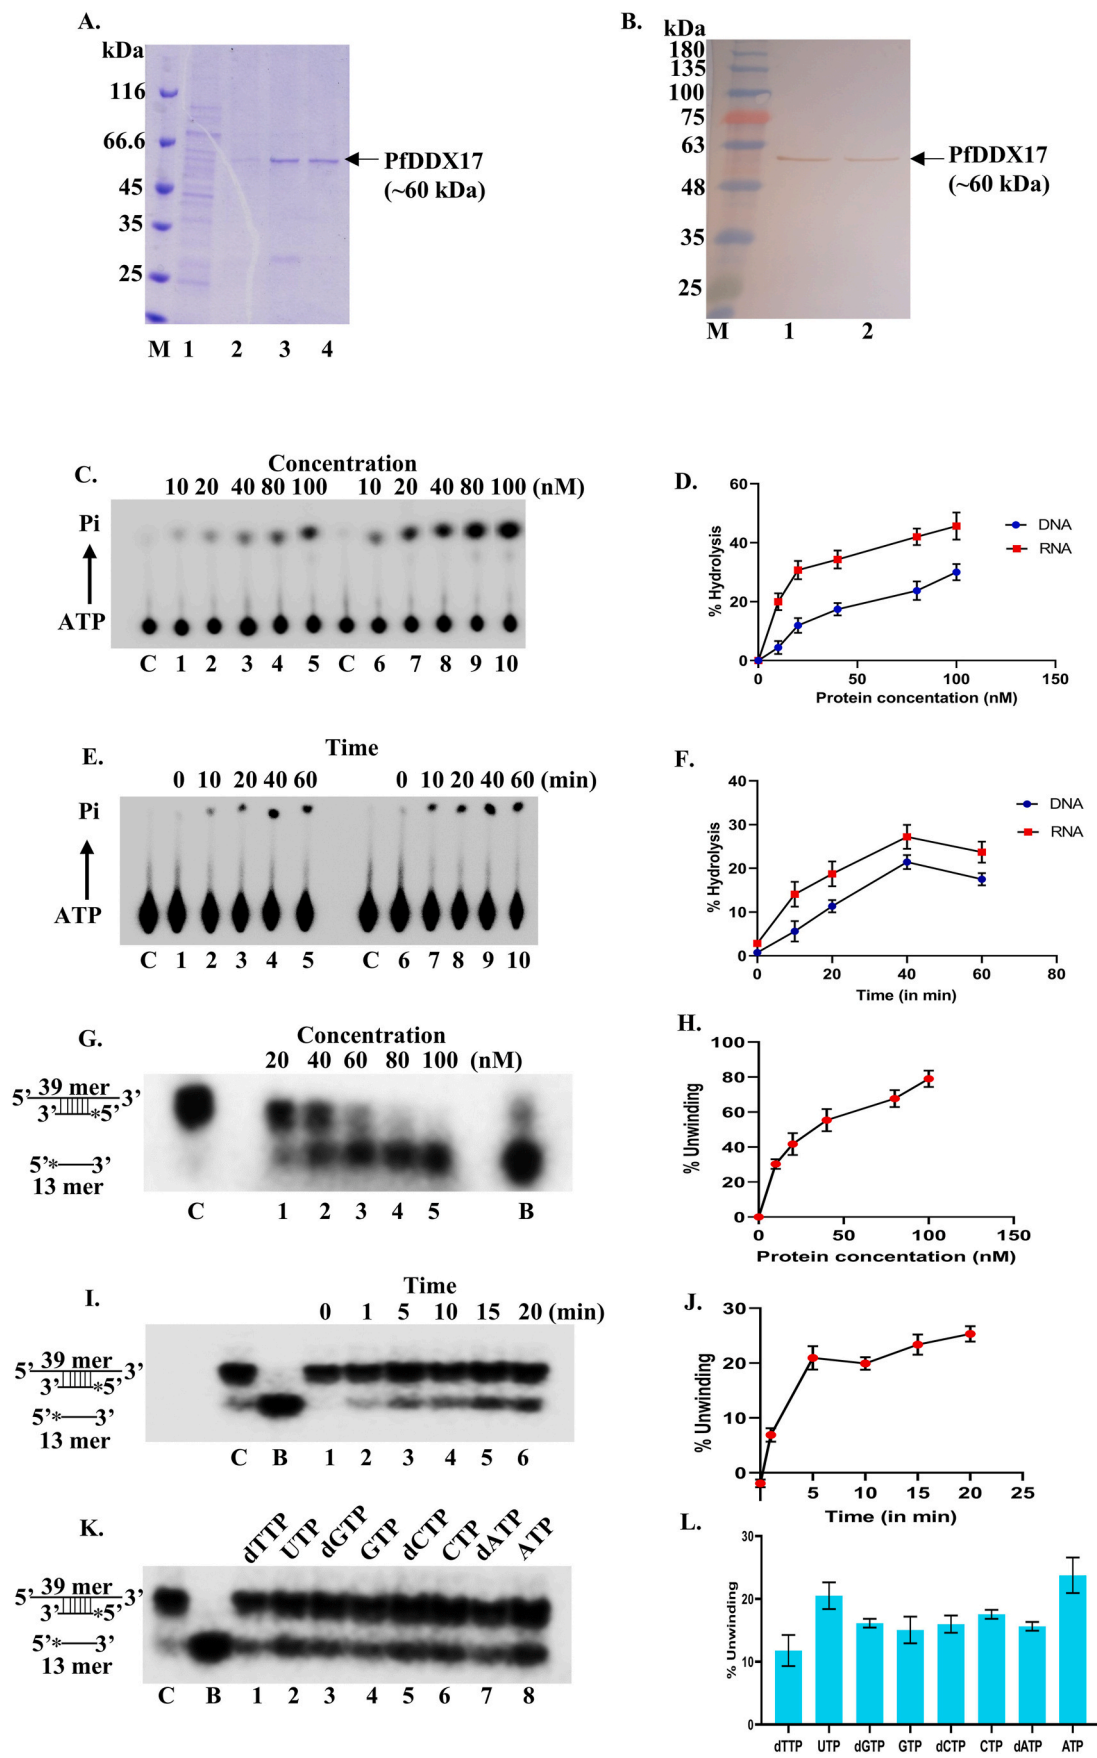 A.
kDa
116
66.6
45
35
25
PfDDX17
(~60 kDa)
M 1 2 3 4
B.
kDa
180
135
100
75
63
48
35
25
PfDDX17
(~60 kDa)
M 1 2
C.
Concentration
10 20 40 80 100 10 20 40 80 100 (nM)
Pi
ATP
C 1 2 3 4 5 C 6 7 8 9 10
D.
60
40
20
0
% Hydrolysis
0 50 100 150
Protein concentation (nM)
DNA
RNA
E.
Time
0 10 20 40 60 0 10 20 40 60 (min)
Pi
ATP
C 1 2 3 4 5 C 6 7 8 9 10
F.
40
30
20
10
0
% Hydrolysis
0 20 40 60 80
Time (in min)
DNA
RNA
G.
Concentration
20 40 60 80 100 (nM)
39 mer
5’ 3’
3’ *5’
5’* 3’
13 mer
C 1 2 3 4 5 B
H.
100
80
60
40
20
0
% Unwinding
0 50 100 150
Protein concentation (nM)
I.
Time
0 1 5 10 15 20 (min)
39 mer
5’ 3’
3’ *5’
5’* 3’
13 mer
C B 1 2 3 4 5 6
J.
30
20
10
0
% Unwinding
5 10 15 20 25
Time (in min)
K.
dTTP UTP dGTP GTP dCTP CTP dATP ATP
39 mer
5’ 3’
3’ *5’
5’* 3’
13 mer
C B 1 2 3 4 5 6 7 8
L.
30
20
10
0
% Unwinding
dTTP UTP dGTP GTP dCTP CTP dATP ATP